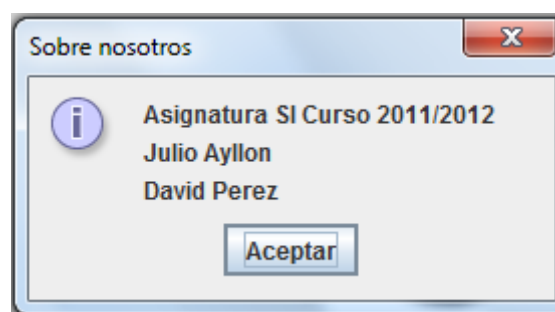 Sobre nosotros
Asignatura SI Curso 2011/2012
Julio Ayllon
David Perez
Aceptar